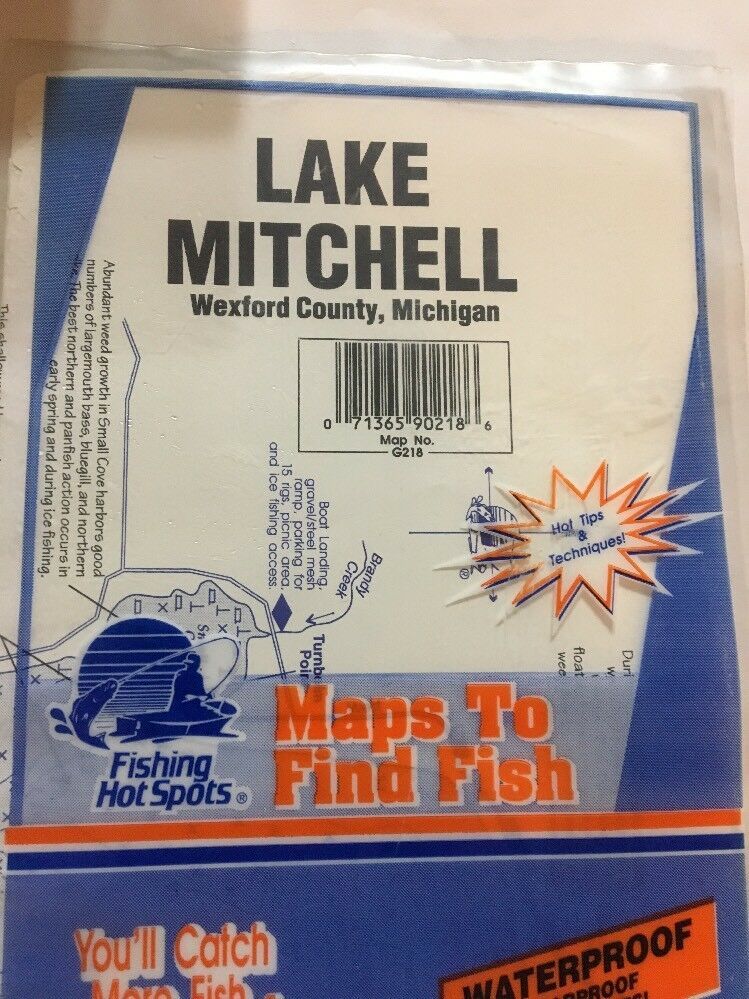 LAKE
MITCHELL
Wexford County, Michigan
0 71365 90218 6
Map No.
G218
Abundant weed growth in Small Cove harbors good
numbers of largemouth bass, bluegill, and northern
The best northern and panfish action occurs in
early spring and during ice fishing.
Boat Landing,
gravel/steel mesh
ramp, parking for
15 rigs, picnic area,
and ice fishing access.
Brandy
Creek
Hot Tips
&
Techniques!
Maps To
Find Fish
Fishing
Hot Spots ®
You'll Catch
More Fish
WATERPROOF